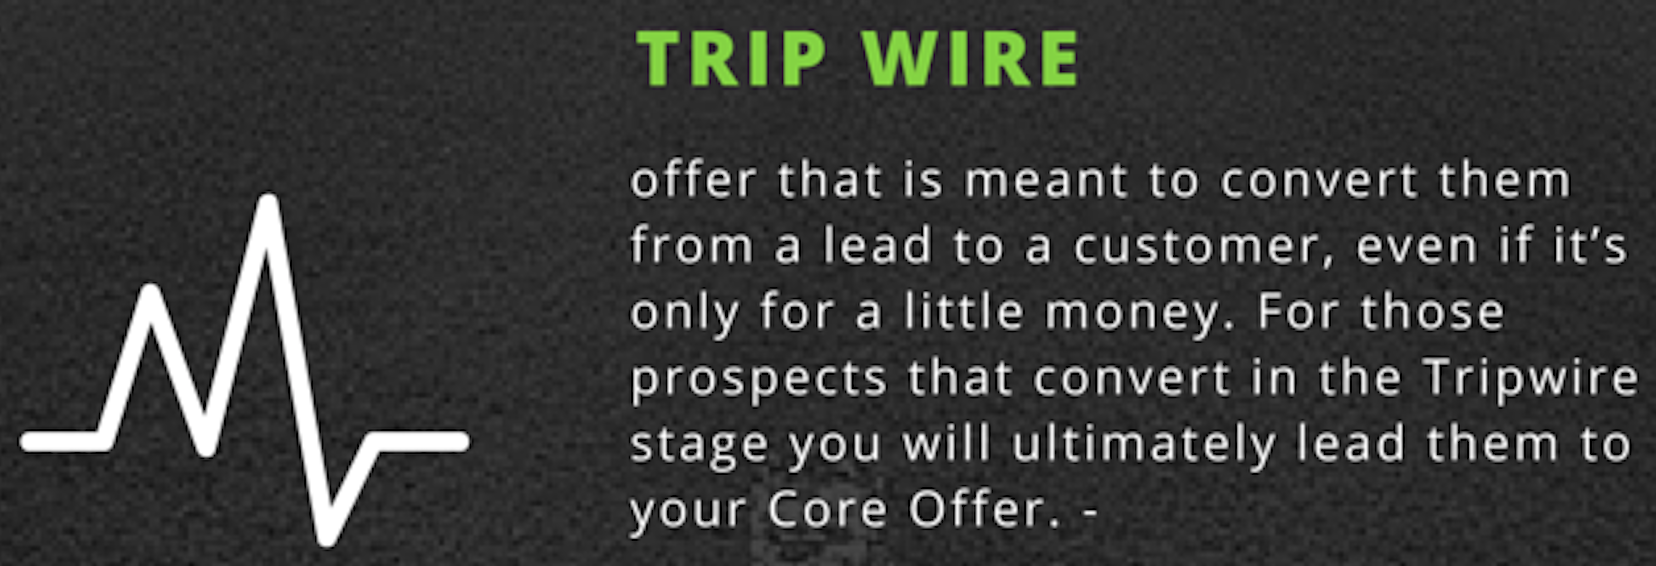 TRIP WIRE
offer that is meant to convert them
from a lead to a customer, even if it’s
only for a little money. For those
prospects that convert in the Tripwire
stage you will ultimately lead them to
your Core Offer. -